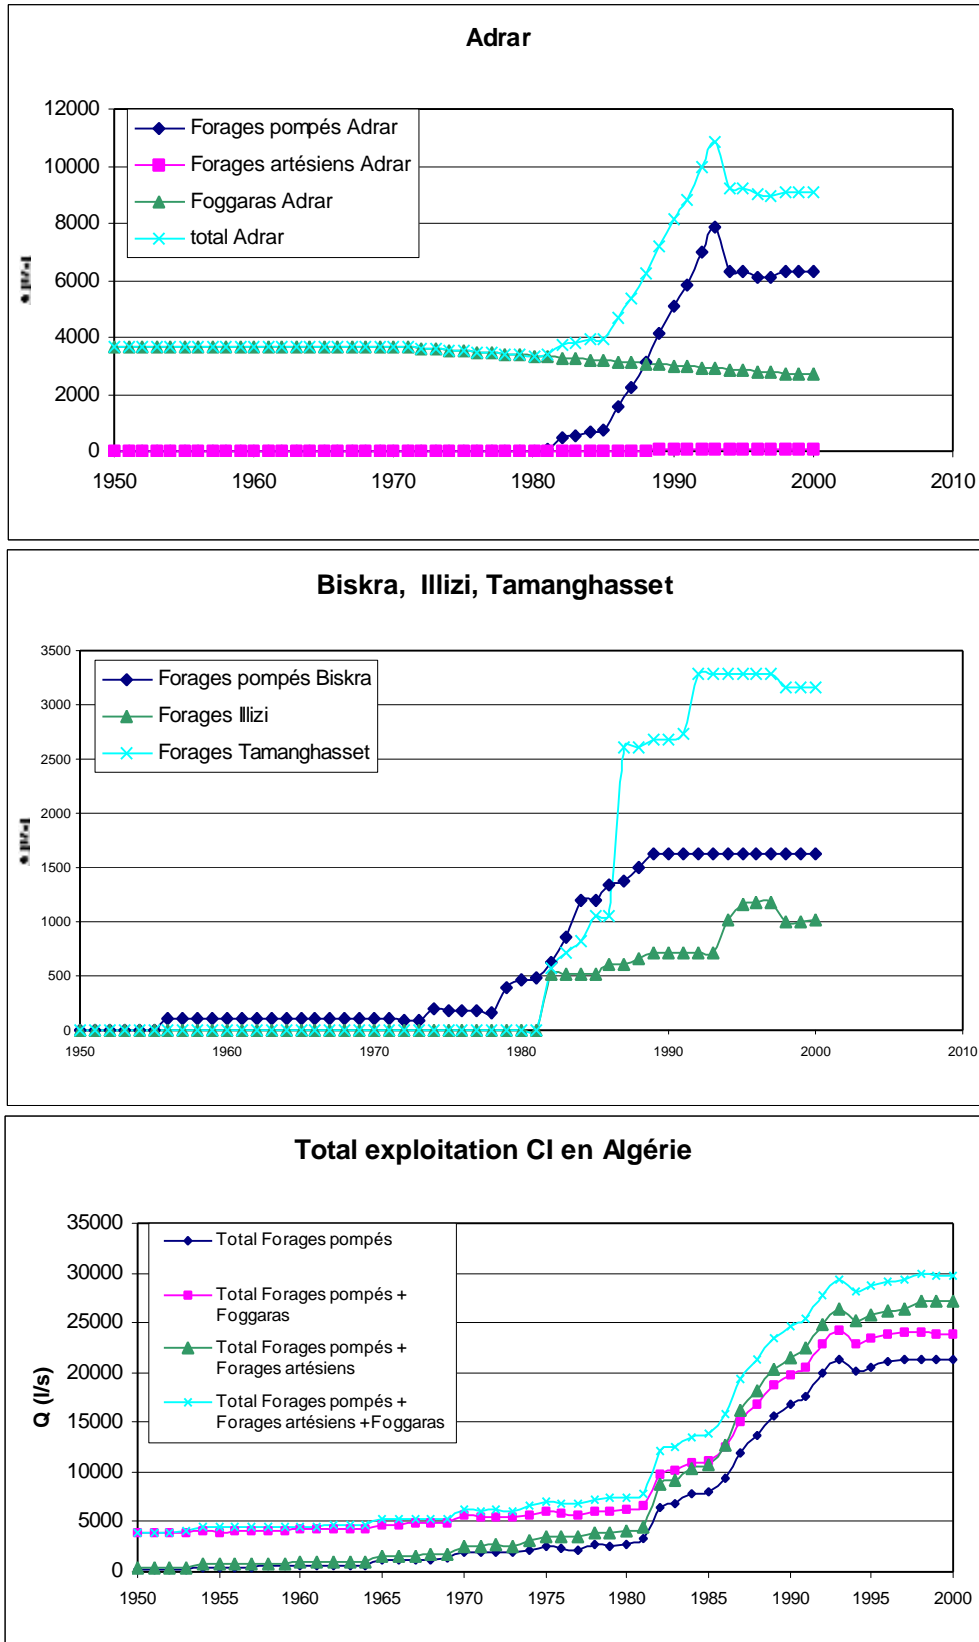 Adrar
12000
10000
8000
6000
4000
2000
0
Forages pompés Adrar
Forages artésiens Adrar
Foggaras Adrar
total Adrar
1950 1960 1970 1980 1990 2000 2010
Biskra, Illizi, Tamanghasset
3500
3000
2500
2000
1500
1000
500
0
Forages pompés Biskra
Forages Illizi
Forages Tamanghasset
1950 1960 1970 1980 1990 2000 2010
Total exploitation CI en Algérie
35000
30000
25000
20000
15000
10000
5000
0
Q (l/s)
Total Forages pompés
Total Forages pompés +
Foggaras
Total Forages pompés +
Forages artésiens
Total Forages pompés +
Forages artésiens +Foggaras
1950 1955 1960 1965 1970 1975 1980 1985 1990 1995 2000